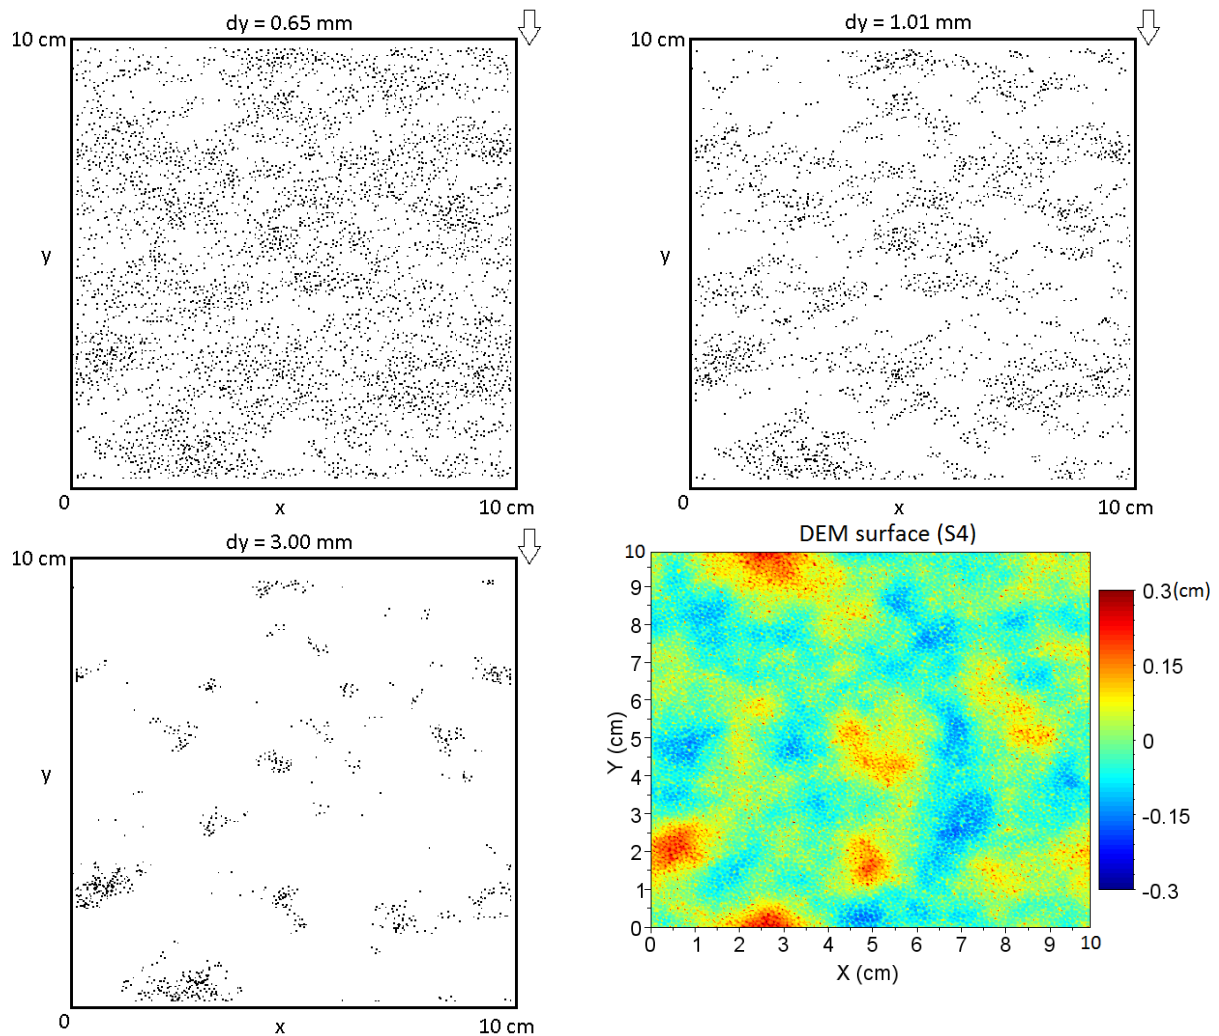 dy = 0.65 mm
10 cm
y
0
x
10 cm
dy = 1.01 mm
10 cm
y
0
x
10 cm
dy = 3.00 mm
10 cm
y
0
x
10 cm
DEM surface (S4)
10
9
8
7
6
5
4
3
2
1
0
Y (cm)
0 1 2 3 4 5 6 7 8 9 10
X (cm)
0.3(cm)
0.15
0
-0.15
-0.3